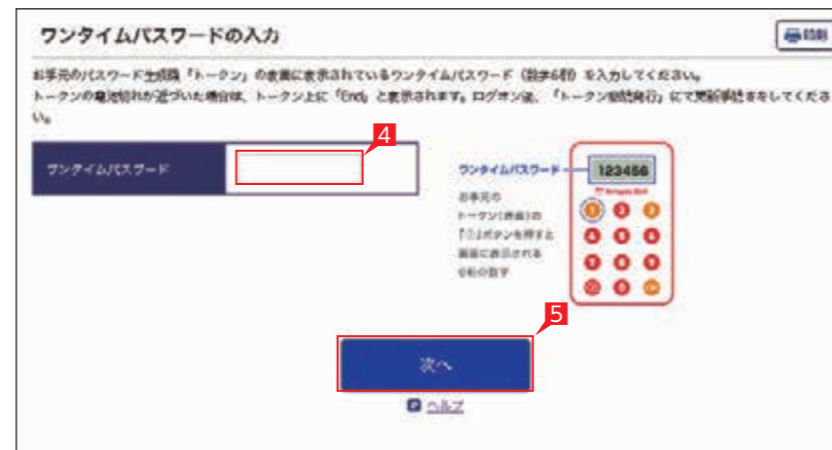 ワンタイムパスワードの入力
印刷
お手元のパスワード生成機「トークン」の表面に表示されているワンタイムパスワード(数字6桁)を入力してください。
トークンの電池切れが近づいた場合は、トークン上に「End」と表示されます。ログオン後、「トークン継続発行」にて更新手続きをしてください。
4
ワンタイムパスワード
ワンタイムパスワード
123456
お手元の
トークン(表面)の
「①」ボタンを押すと
画面に表示される
6桁の数字
5
次へ
ヘルプ